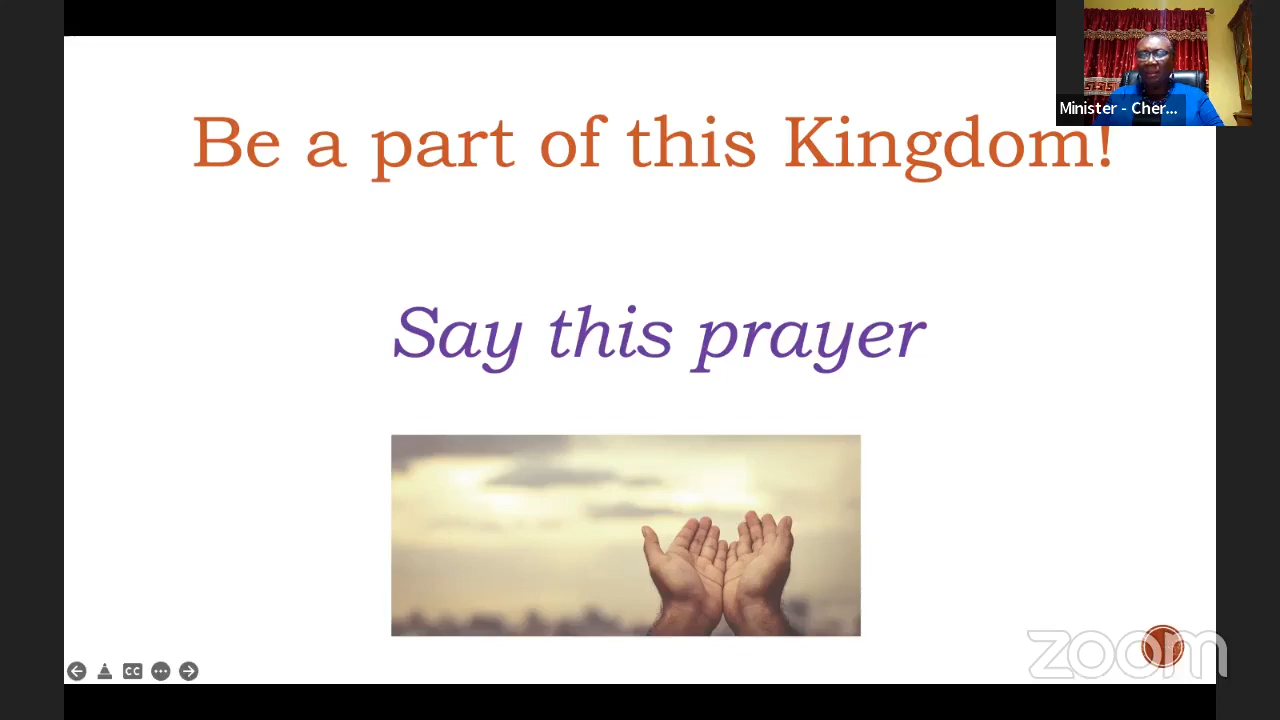 Be a part of this Kingdom!
Minister - Cher...
Say this prayer
CC
zoom